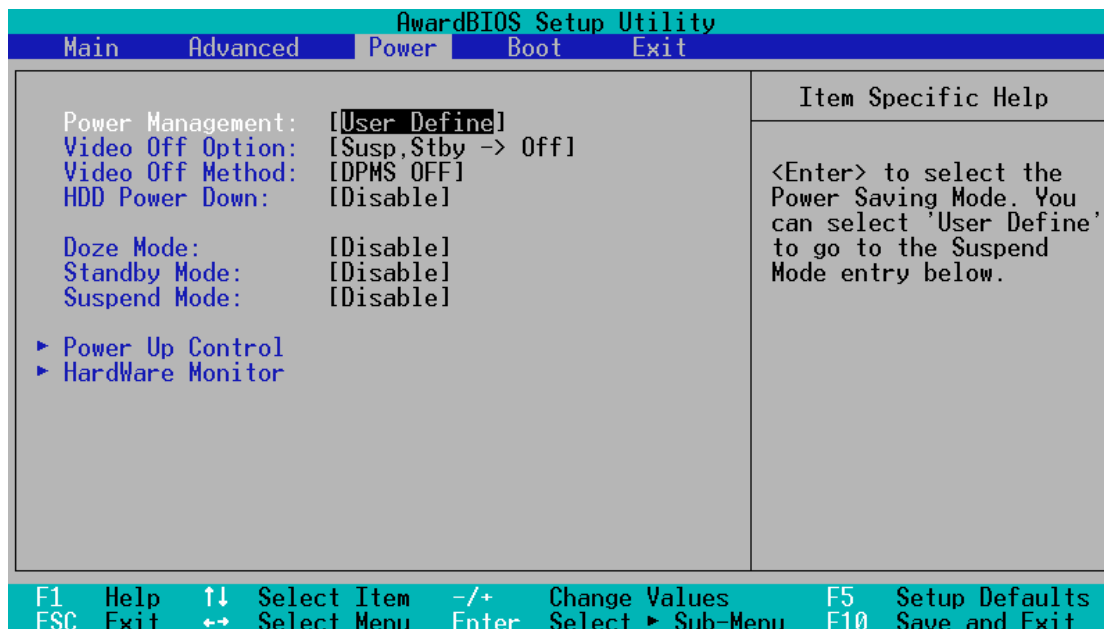 AwardBIOS Setup Utility
Main Advanced Power Boot Exit
Power Management: [User Define]
Video Off Option: [Susp,Stby -> Off]
Video Off Method: [DPMS OFF]
HDD Power Down: [Disable]
Doze Mode: [Disable]
Standby Mode: [Disable]
Suspend Mode: [Disable]
▸ Power Up Control
▸ HardWare Monitor
Item Specific Help
<Enter> to select the
Power Saving Mode. You
can select 'User Define'
to go to the Suspend
Mode entry below.
F1 Help ↑↓ Select Item -/+ Change Values F5 Setup Defaults
ESC Exit ←→ Select Menu Enter Select ▸ Sub-Menu F10 Save and Exit